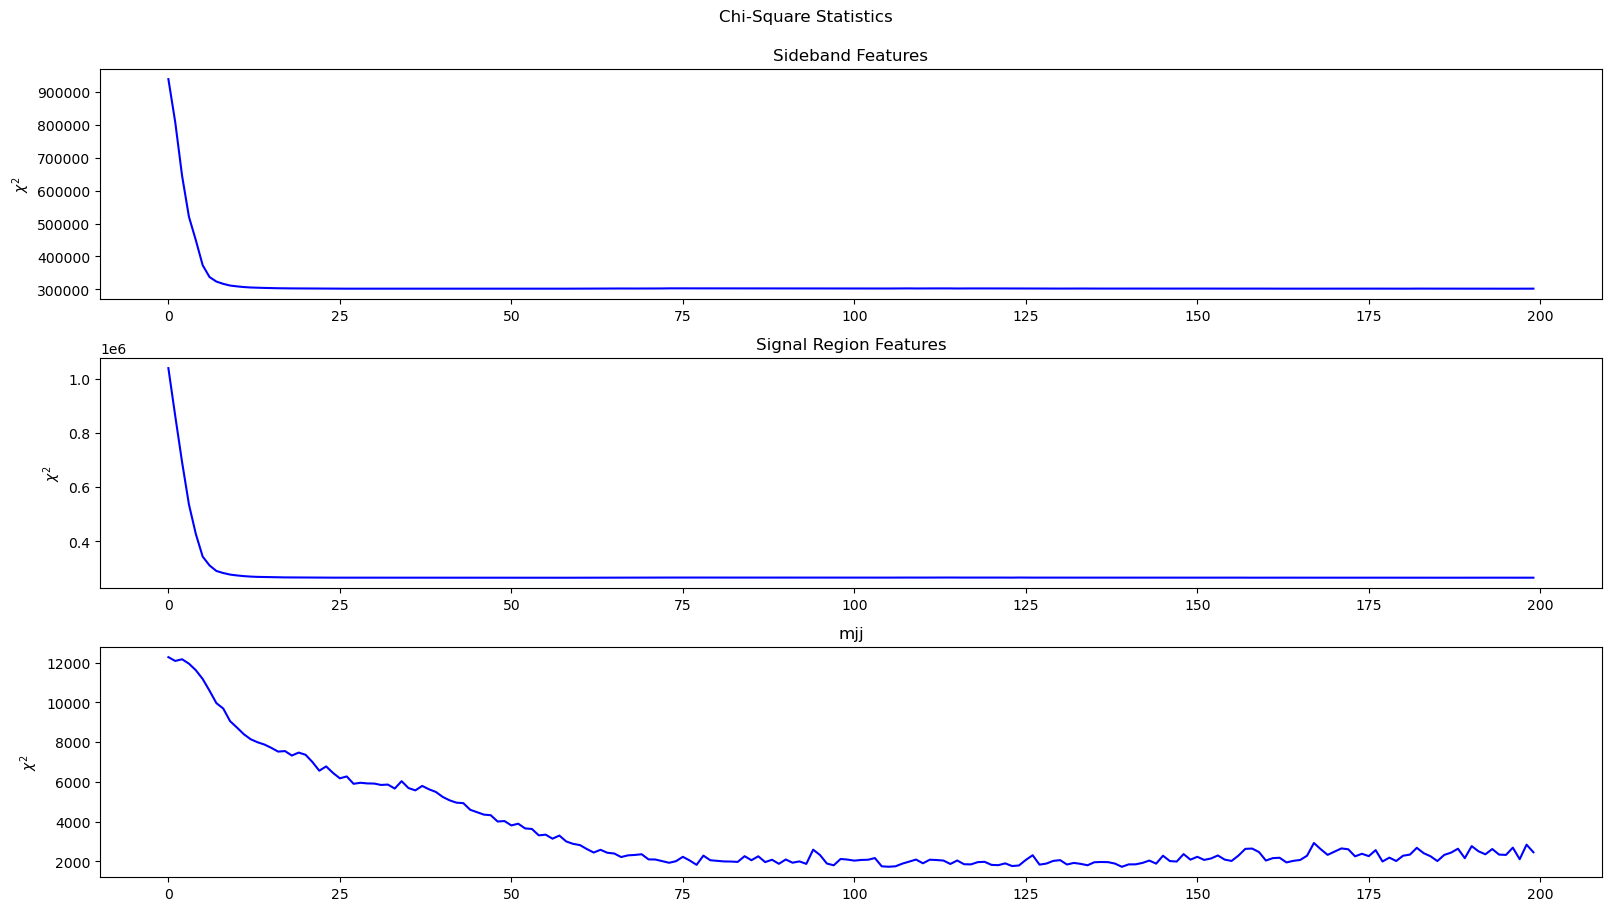 Chi-Square Statistics
Sideband Features
900000
800000
700000
600000
500000
400000
300000
χ²
0 25 50 75 100 125 150 175 200
Signal Region Features
1e6
1.0
0.8
0.6
0.4
χ²
0 25 50 75 100 125 150 175 200
mjj
12000
10000
8000
6000
4000
2000
χ²
0 25 50 75 100 125 150 175 200